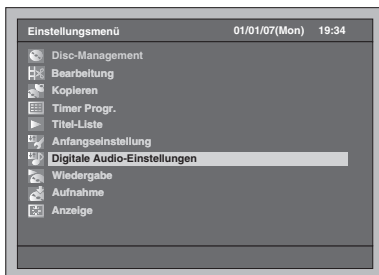 Einstellungsmenü 01/01/07(Mon) 19:34
Disc-Management
Bearbeitung
Kopieren
Timer Progr.
Titel-Liste
Anfangseinstellung
Digitale Audio-Einstellungen
Wiedergabe
Aufnahme
Anzeige